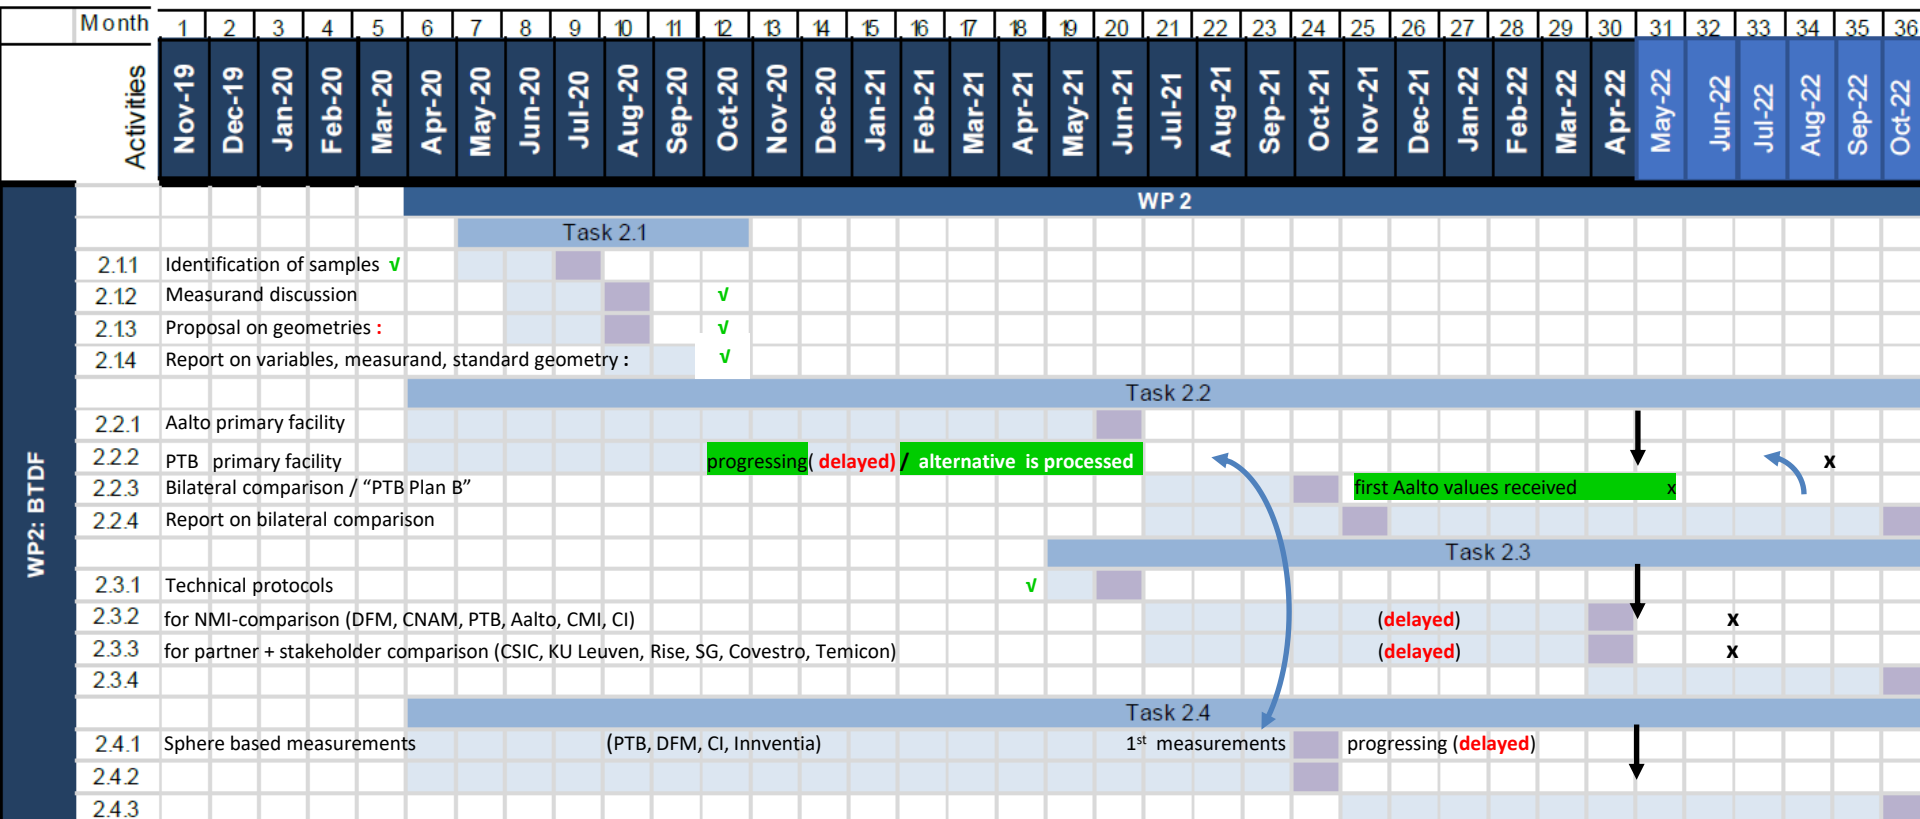 Month 1 2 3 4 5 6 7 8 9 10 11 12 13 14 15 16 17 18 19 20 21 22 23 24 25 26 27 28 29 30 31 32 33 34 35 36
Activities Nov-19 Dec-19 Jan-20 Feb-20 Mar-20 Apr-20 May-20 Jun-20 Jul-20 Aug-20 Sep-20 Oct-20 Nov-20 Dec-20 Jan-21 Feb-21 Mar-21 Apr-21 May-21 Jun-21 Jul-21 Aug-21 Sep-21 Oct-21 Nov-21 Dec-21 Jan-22 Feb-22 Mar-22 Apr-22 May-22 Jun-22 Jul-22 Aug-22 Sep-22 Oct-22
WP2: BTDF
WP 2
Task 2.1
2.1.1 Identification of samples √
2.1.2 Measurand discussion √
2.1.3 Proposal on geometries : √
2.1.4 Report on variables, measurand, standard geometry : √
Task 2.2
2.2.1 Aalto primary facility
2.2.2 PTB primary facility progressing( delayed) / alternative is processed x
2.2.3 Bilateral comparison / “PTB Plan B” first Aalto values received x
2.2.4 Report on bilateral comparison
Task 2.3
2.3.1 Technical protocols √
2.3.2 for NMI-comparison (DFM, CNAM, PTB, Aalto, CMI, CI) (delayed) x
2.3.3 for partner + stakeholder comparison (CSIC, KU Leuven, Rise, SG, Covestro, Temicon) (delayed) x
2.3.4
Task 2.4
2.4.1 Sphere based measurements (PTB, DFM, CI, Innventia) 1st measurements progressing (delayed)
2.4.2
2.4.3